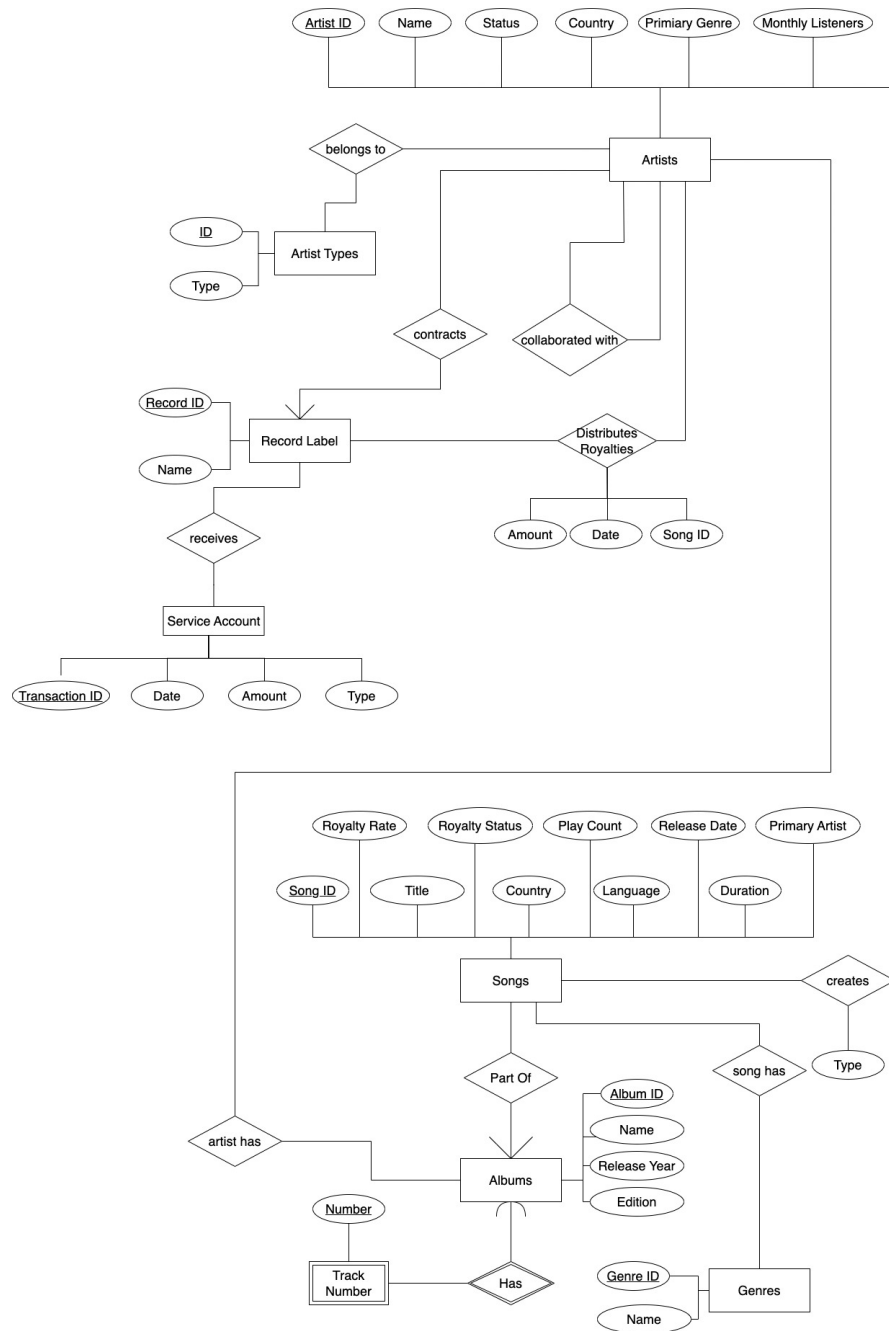 Artist ID
Name
Status
Country
Primiary Genre
Monthly Listeners
belongs to
Artists
ID
Artist Types
Type
contracts
collaborated with
Record ID
Record Label
Name
Distributes
Royalties
Amount
Date
Song ID
receives
Service Account
Transaction ID
Date
Amount
Type
Royalty Rate
Royalty Status
Play Count
Release Date
Primary Artist
Song ID
Title
Country
Language
Duration
Songs
creates
Part Of
song has
Type
Album ID
Name
artist has
Albums
Release Year
Edition
Number
Track
Number
Has
Genre ID
Genres
Name